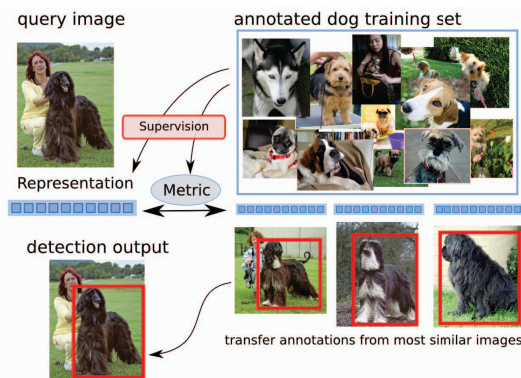 query image
annotated dog training set
Supervision
Representation
Metric
detection output
transfer annotations from most similar images